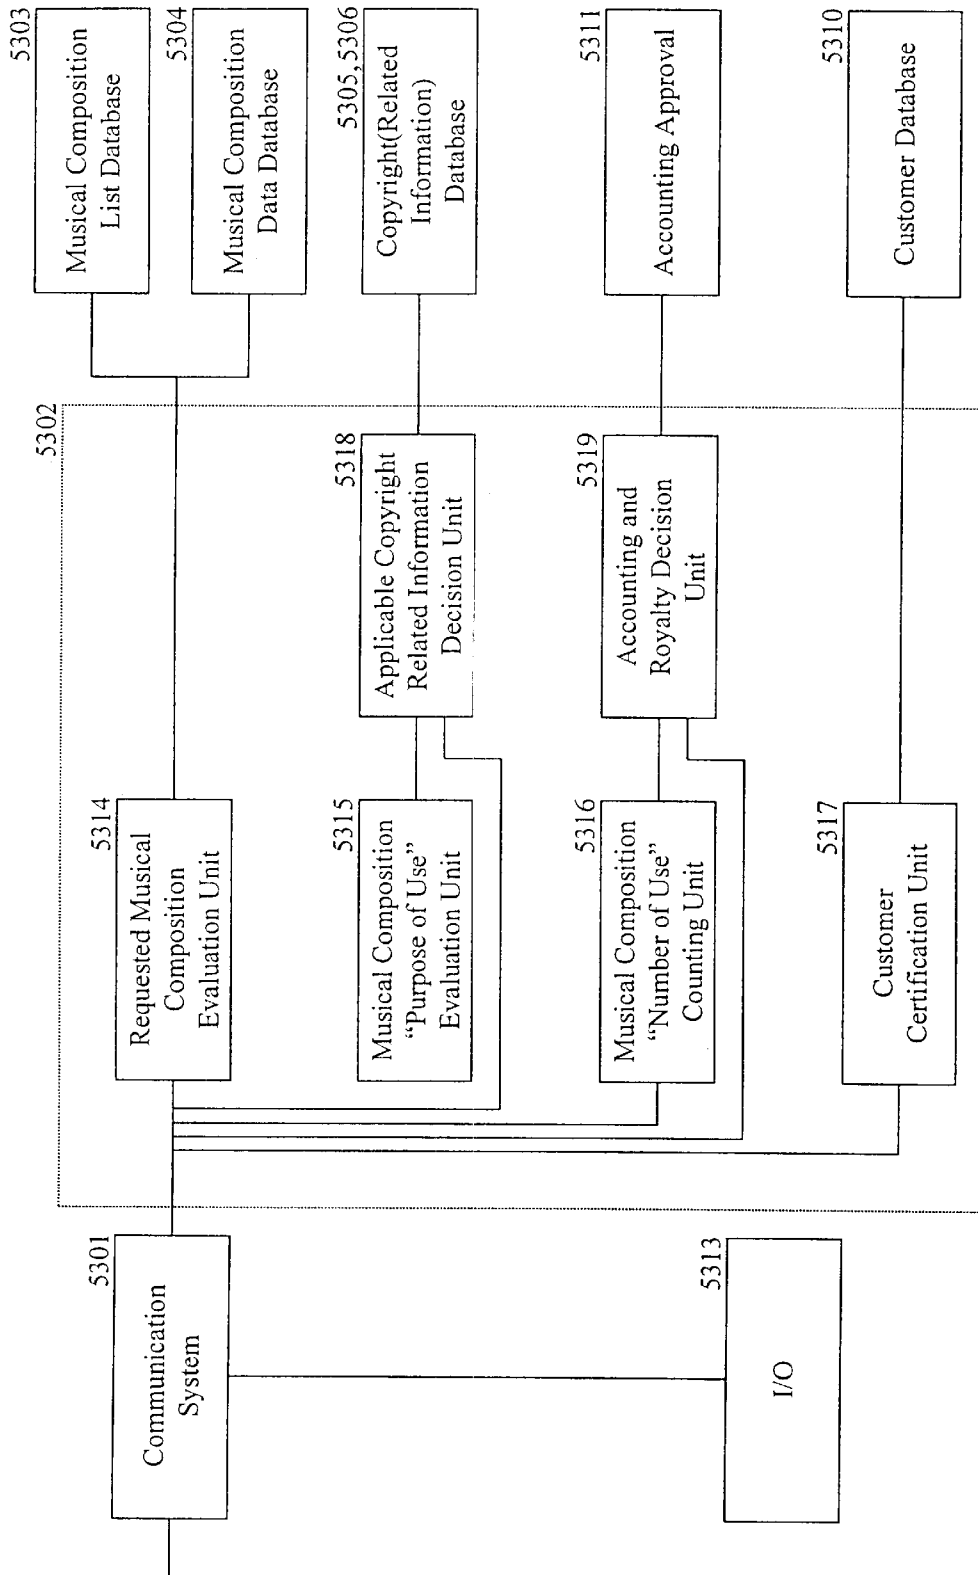 5301
Communication
System
5313
I/O
5302
5314
Requested Musical
Composition
Evaluation Unit
5315
Musical Composition
“Purpose of Use”
Evaluation Unit
5316
Musical Composition
“Number of Use”
Counting Unit
5317
Customer
Certification Unit
5318
Applicable Copyright
Related Information
Decision Unit
5319
Accounting and
Royalty Decision
Unit
5303
Musical Composition
List Database
5304
Musical Composition
Data Database
5305,5306
Copyright(Related
Information)
Database
5311
Accounting Approval
5310
Customer Database